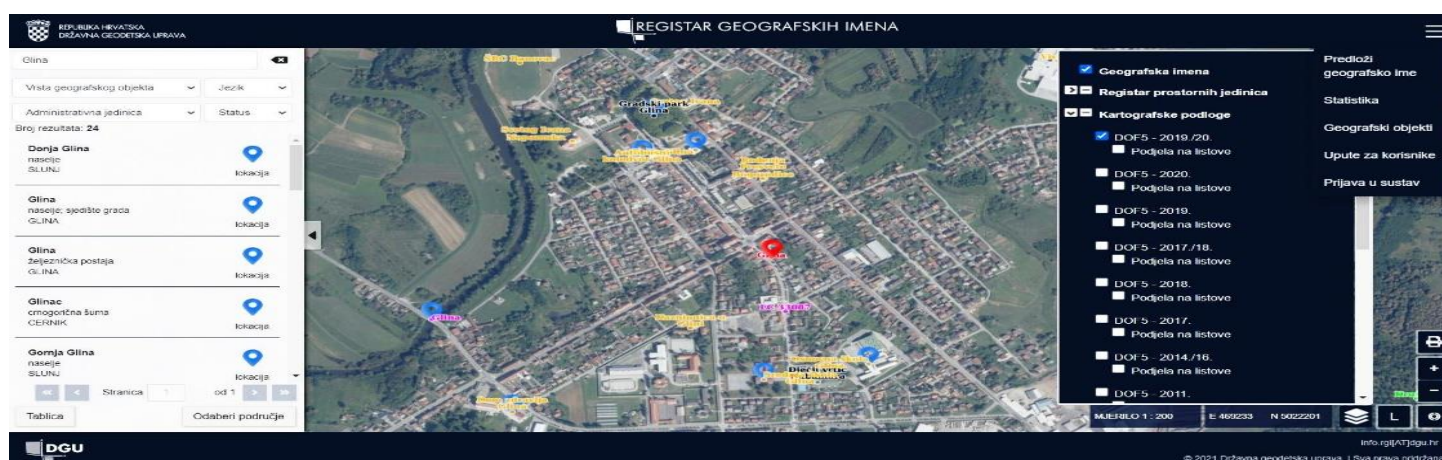 REPUBLIKA HRVATSKA
DRŽAVNA GEODETSKA UPRAVA
REGISTAR GEOGRAFSKIH IMENA
Glina
Vrsta geografskog objekta
Jezik
Administrativna jedinica
Status
Broj rezultata: 24
Donja Glina
naselje
SLUNJ
lokacija
Glina
naselje; sjedište grada
GLINA
lokacija
Glina
željeznička postaja
GLINA
lokacija
Glinac
crnogorična šuma
CERNIK
lokacija
Gornja Glina
naselje
SLUNJ
lokacija
Stranica 1 od 1
Tablica
Odaberi područje
Gradski park
Glina
Glina
Glina
Dječji vrtić
Geografska imena
Registar prostornih jedinica
Kartografske podloge
DOF5 - 2019./20.
Podjela na listove
DOF5 - 2020.
Podjela na listove
DOF5 - 2019.
Podjela na listove
DOF5 - 2017./18.
Podjela na listove
DOF5 - 2018.
Podjela na listove
DOF5 - 2017.
Podjela na listove
DOF5 - 2014./16.
Podjela na listove
DOF5 - 2011.
Predloži
geografsko ime
Statistika
Geografski objekti
Upute za korisnike
Prijava u sustav
MJERILO 1 : 200
E 469233 N 5022201
L
DGU
info.rgi[AT]dgu.hr
© 2021 Državna geodetska uprava. | Sva prava pridržana